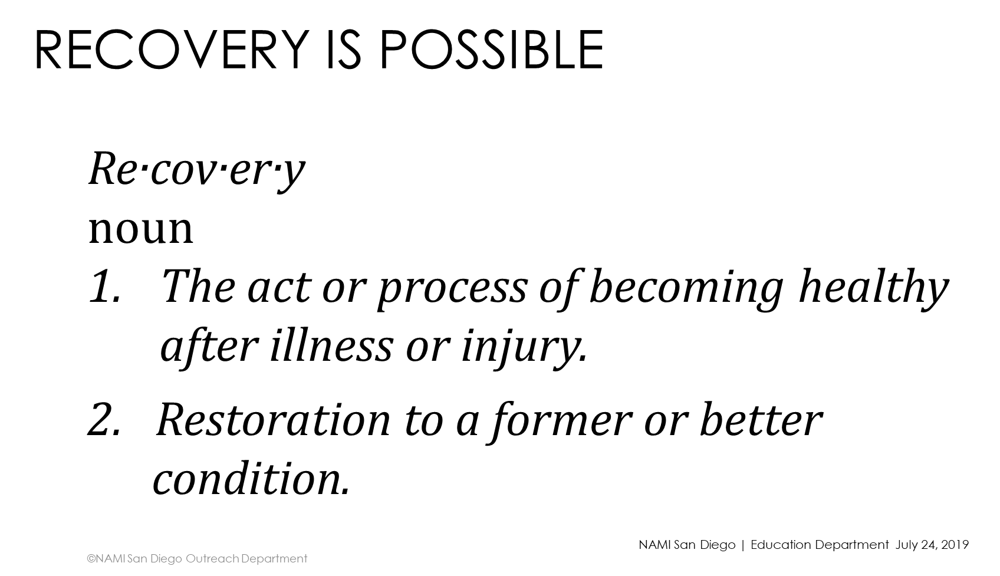 RECOVERY IS POSSIBLE
Re·cov·er·y
noun
1. The act or process of becoming healthy
after illness or injury.
2. Restoration to a former or better
condition.
NAMI San Diego | Education Department July 24, 2019
©NAMI San Diego Outreach Department